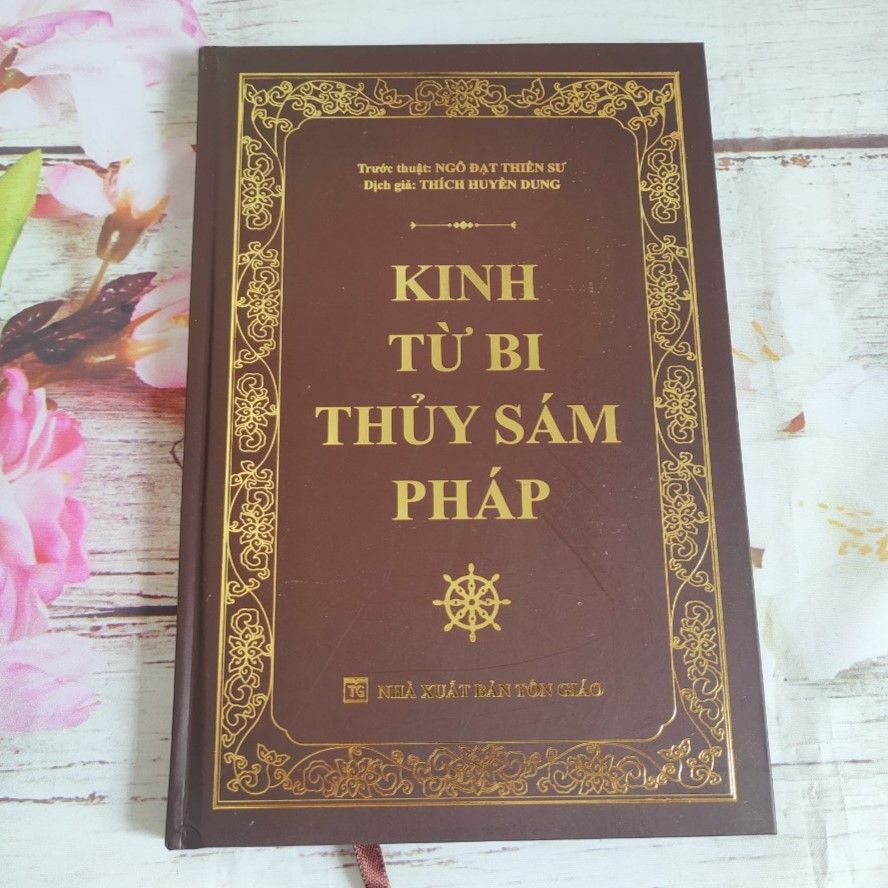 Trước thuật: NGỘ ĐẠT THIỀN SƯ
Dịch giả: THÍCH HUYỀN DUNG
KINH
TỪ BI
THỦY SÁM
PHÁP
TG NHÀ XUẤT BẢN TÔN GIÁO